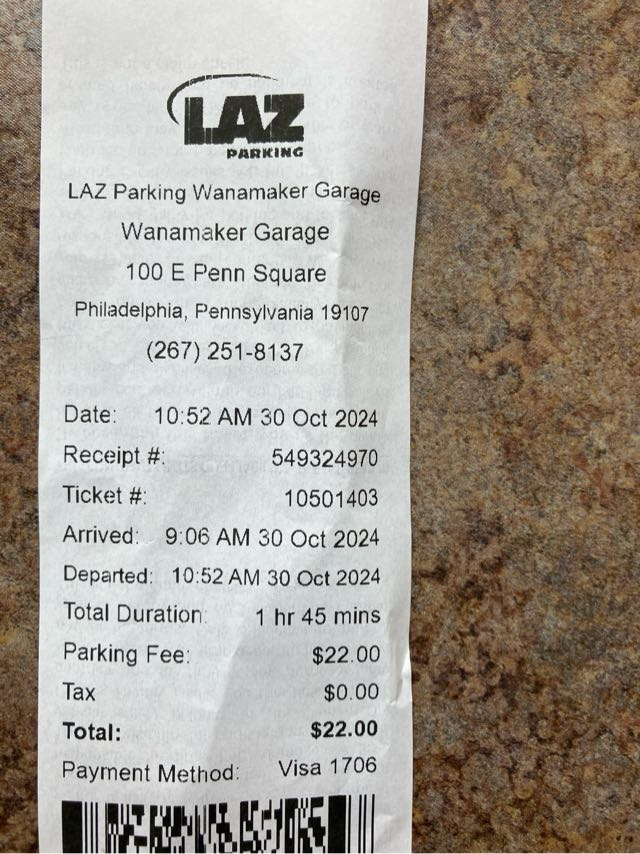 LAZ
PARKING
LAZ Parking Wanamaker Garage
Wanamaker Garage
100 E Penn Square
Philadelphia, Pennsylvania 19107
(267) 251-8137
Date: 10:52 AM 30 Oct 2024
Receipt #: 549324970
Ticket #: 10501403
Arrived: 9:06 AM 30 Oct 2024
Departed: 10:52 AM 30 Oct 2024
Total Duration: 1 hr 45 mins
Parking Fee: $22.00
Tax $0.00
Total: $22.00
Payment Method: Visa 1706